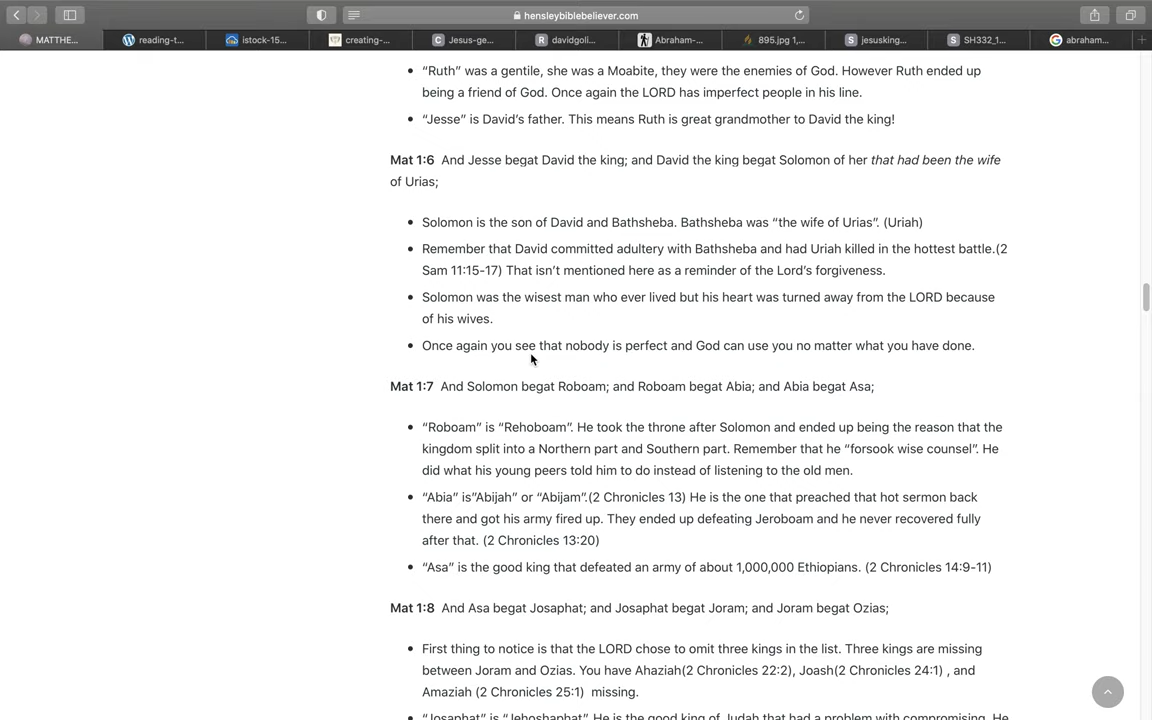 hensleybiblebeliever.com
MATTHE...
reading-t...
istock-15...
creating-...
Jesus-ge...
davidgoli...
Abraham-...
895.jpg 1,...
jesusking...
SH332_1...
abraham...
• “Ruth” was a gentile, she was a Moabite, they were the enemies of God. However Ruth ended up
being a friend of God. Once again the LORD has imperfect people in his line.
• “Jesse” is David’s father. This means Ruth is great grandmother to David the king!
Mat 1:6 And Jesse begat David the king; and David the king begat Solomon of her that had been the wife
of Urias;
• Solomon is the son of David and Bathsheba. Bathsheba was “the wife of Urias”. (Uriah)
• Remember that David committed adultery with Bathsheba and had Uriah killed in the hottest battle.(2
Sam 11:15-17) That isn’t mentioned here as a reminder of the Lord’s forgiveness.
• Solomon was the wisest man who ever lived but his heart was turned away from the LORD because
of his wives.
• Once again you see that nobody is perfect and God can use you no matter what you have done.
Mat 1:7 And Solomon begat Roboam; and Roboam begat Abia; and Abia begat Asa;
• “Roboam” is “Rehoboam”. He took the throne after Solomon and ended up being the reason that the
kingdom split into a Northern part and Southern part. Remember that he “forsook wise counsel”. He
did what his young peers told him to do instead of listening to the old men.
• “Abia” is”Abijah” or “Abijam”.(2 Chronicles 13) He is the one that preached that hot sermon back
there and got his army fired up. They ended up defeating Jeroboam and he never recovered fully
after that. (2 Chronicles 13:20)
• “Asa” is the good king that defeated an army of about 1,000,000 Ethiopians. (2 Chronicles 14:9-11)
Mat 1:8 And Asa begat Josaphat; and Josaphat begat Joram; and Joram begat Ozias;
• First thing to notice is that the LORD chose to omit three kings in the list. Three kings are missing
between Joram and Ozias. You have Ahaziah(2 Chronicles 22:2), Joash(2 Chronicles 24:1) , and
Amaziah (2 Chronicles 25:1) missing.
• “Josaphat” is “Jehoshaphat”. He is the good king of Judah that had a problem with compromising. He